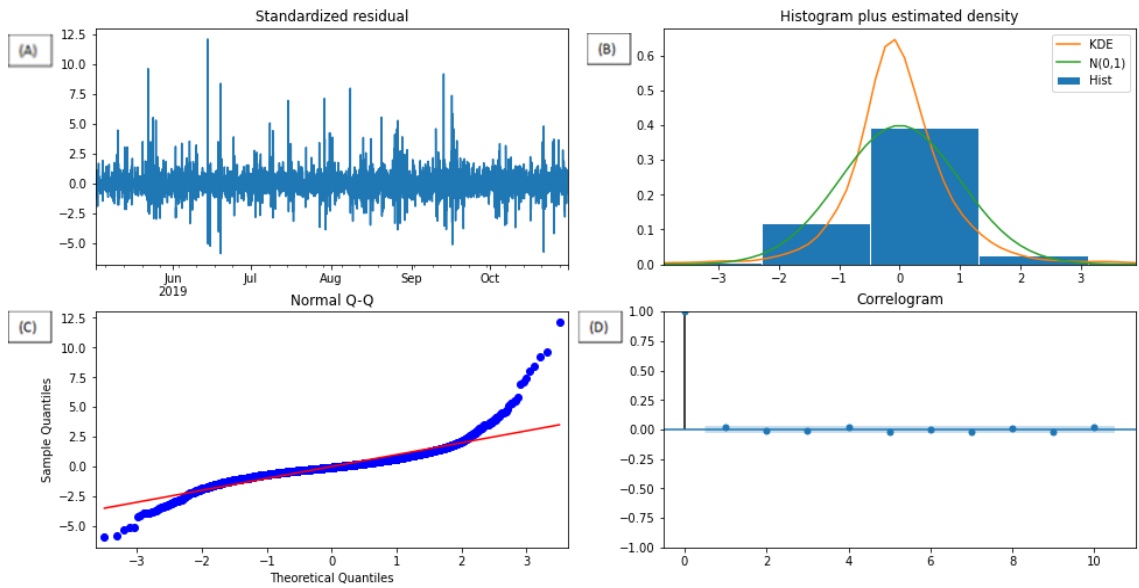 Standardized residual
(A)
12.5
10.0
7.5
5.0
2.5
0.0
−2.5
−5.0
Jun
2019
Jul
Aug
Sep
Oct
Histogram plus estimated density
(B)
KDE
N(0,1)
Hist
0.6
0.5
0.4
0.3
0.2
0.1
0.0
−3
−2
−1
0
1
2
3
Normal Q-Q
(C)
12.5
10.0
7.5
5.0
2.5
0.0
−2.5
−5.0
Sample Quantiles
−3
−2
−1
0
1
2
3
Theoretical Quantiles
Correlogram
(D)
1.00
0.75
0.50
0.25
0.00
−0.25
−0.50
−0.75
−1.00
0
2
4
6
8
10